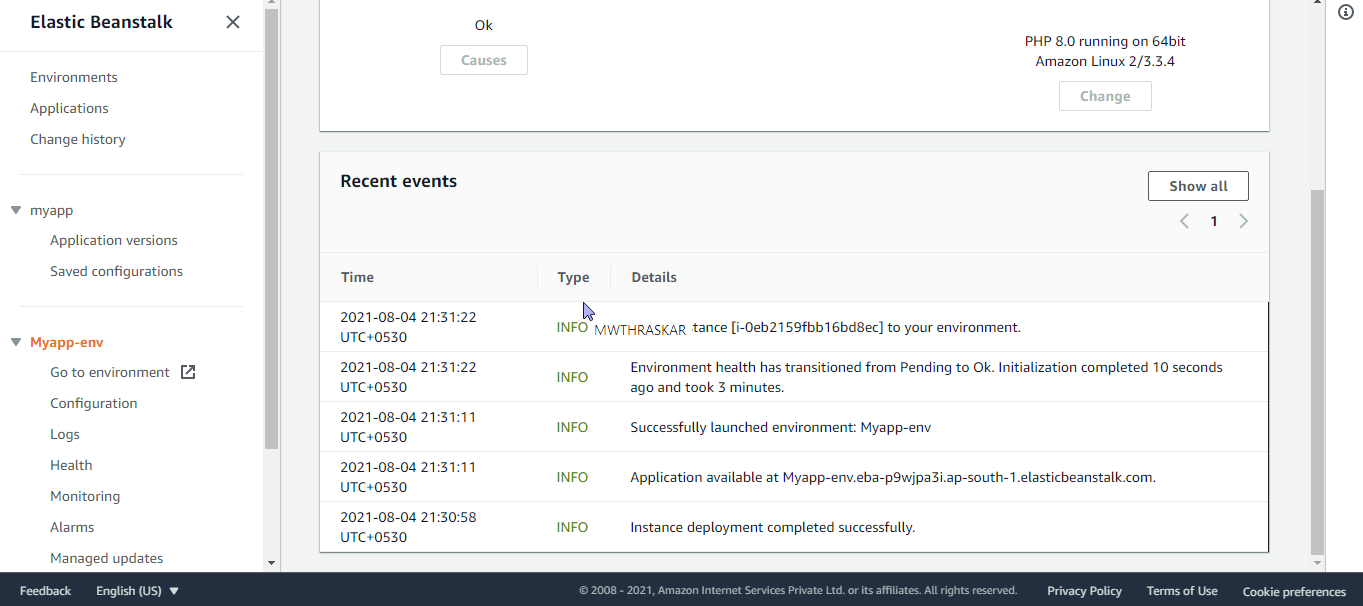 Elastic Beanstalk
Environments
Applications
Change history
myapp
Application versions
Saved configurations
Myapp-env
Go to environment
Configuration
Logs
Health
Monitoring
Alarms
Managed updates
Ok
Causes
PHP 8.0 running on 64bit
Amazon Linux 2/3.3.4
Change
Recent events
Show all
1
Time Type Details
2021-08-04 21:31:22
UTC+0530
INFO MWTHRASKAR tance [i-0eb2159fbb16bd8ec] to your environment.
2021-08-04 21:31:22
UTC+0530
INFO
Environment health has transitioned from Pending to Ok. Initialization completed 10 seconds
ago and took 3 minutes.
2021-08-04 21:31:11
UTC+0530
INFO Successfully launched environment: Myapp-env
2021-08-04 21:31:11
UTC+0530
INFO Application available at Myapp-env.eba-p9wjpa3i.ap-south-1.elasticbeanstalk.com.
2021-08-04 21:30:58
UTC+0530
INFO Instance deployment completed successfully.
Feedback English (US) © 2008 - 2021, Amazon Internet Services Private Ltd. or its affiliates. All rights reserved. Privacy Policy Terms of Use Cookie preferences